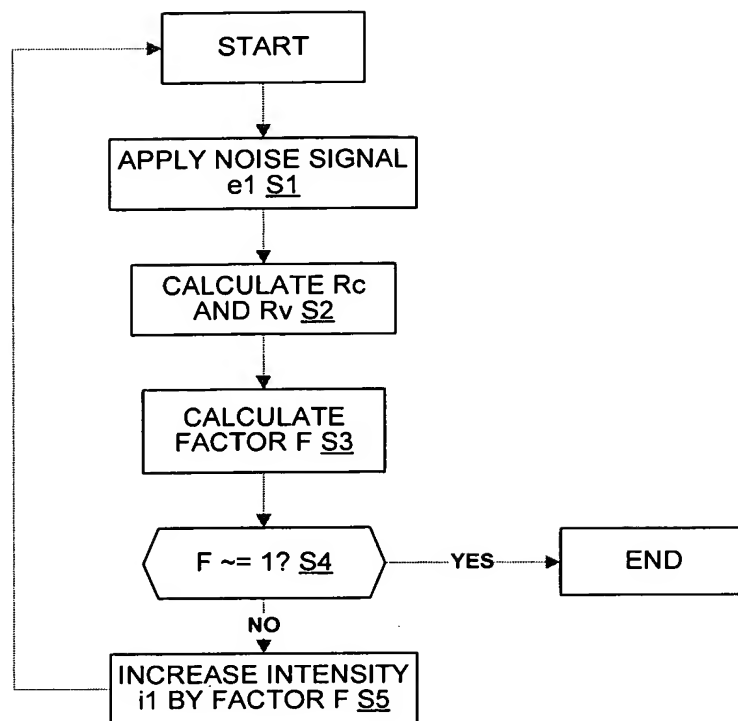 START
APPLY NOISE SIGNAL
e1 S1
CALCULATE Rc
AND Rv S2
CALCULATE
FACTOR F S3
F ~= 1? S4
YES
END
NO
INCREASE INTENSITY
i1 BY FACTOR F S5